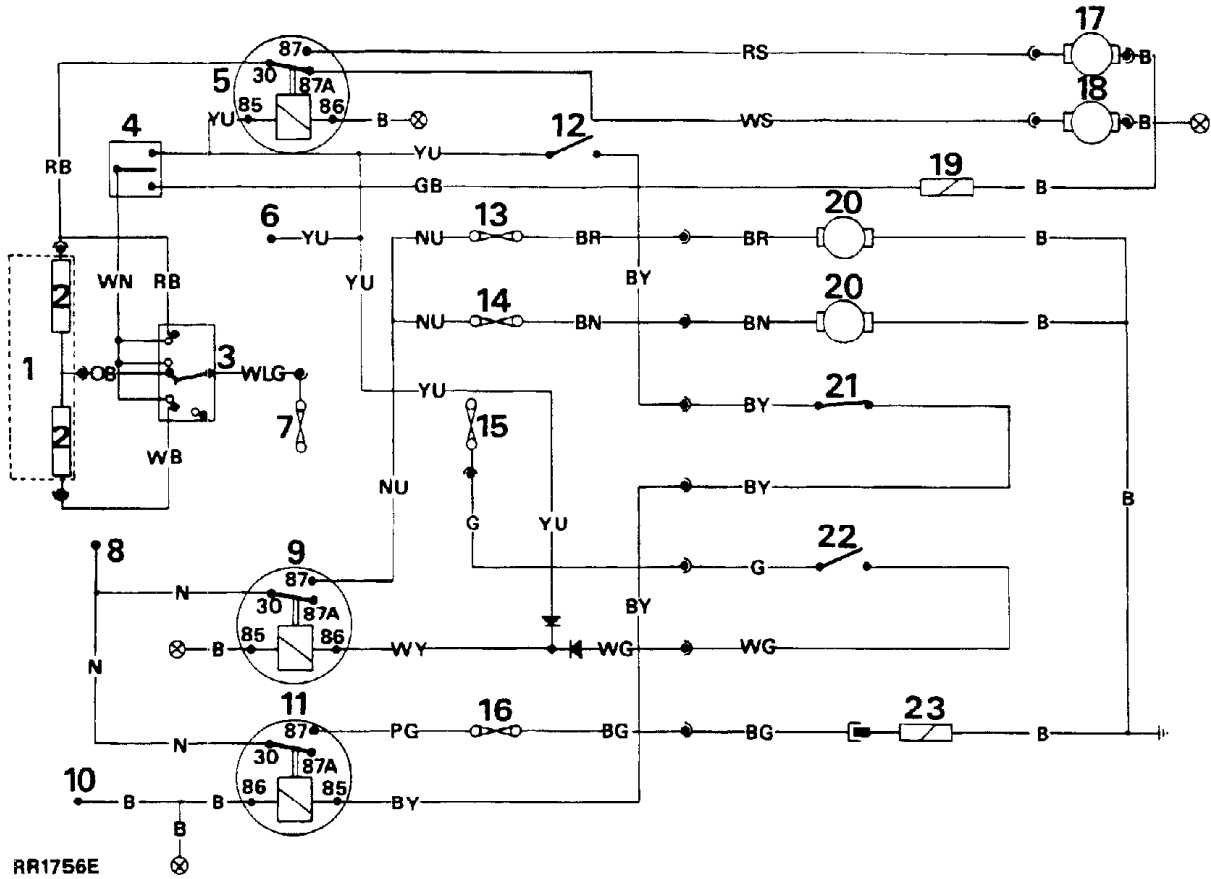 87 RS 17
5 30 87A
YU 85 86 B WS 18 B
B
4 12
YU
RB GB 19 B
6 YU NU 13 BR BR 20 B
WN RB YU BY
2 NU 14 BN BN 20 B
1 OB 3 WLG
YU 15 BY 21
7
2 WB
NU G YU BY B
8 9 22
87 G
N 30 87A BY
B 85 86 WY WG WG
N
11
87 PG 16 BG BG 23 B
N 30 87A
10 B B 86 85 BY
B
RR1756E